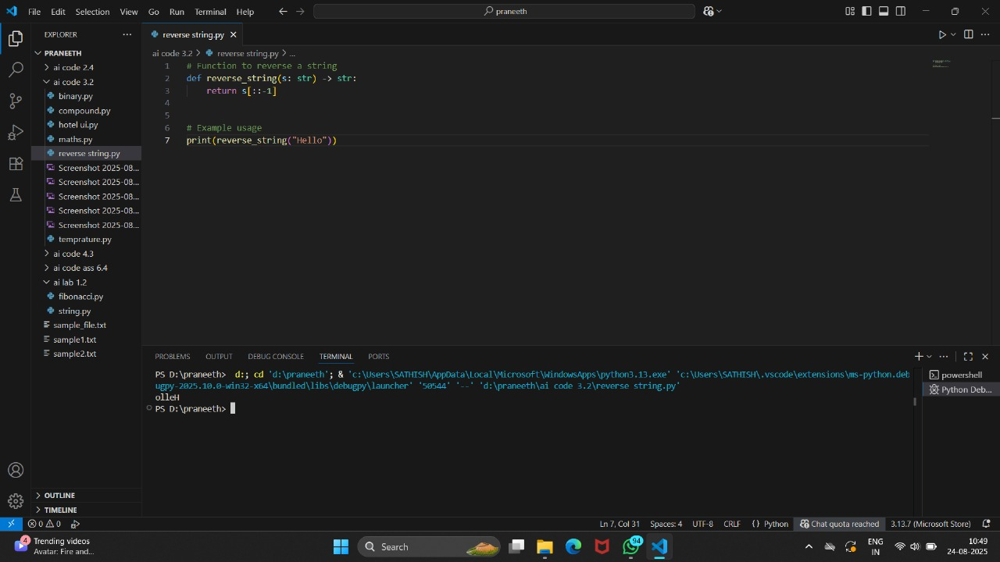 File Edit Selection View Go Run Terminal Help
praneeth
EXPLORER
PRANEETH
ai code 2.4
ai code 3.2
binary.py
compound.py
hotel ui.py
maths.py
reverse string.py
Screenshot 2025-08...
Screenshot 2025-08...
Screenshot 2025-08...
Screenshot 2025-08...
Screenshot 2025-08...
temprature.py
ai code 4.3
ai code ass 6.4
ai lab 1.2
fibonacci.py
string.py
sample_file.txt
sample1.txt
sample2.txt
OUTLINE
TIMELINE
reverse string.py
ai code 3.2 > reverse string.py > ...
1 # Function to reverse a string
2 def reverse_string(s: str) -> str:
3 return s[::-1]
4
5
6 # Example usage
7 print(reverse_string("Hello"))
PROBLEMS OUTPUT DEBUG CONSOLE TERMINAL PORTS
PS D:\praneeth> d:; cd 'd:\praneeth'; & 'c:\Users\SATHISH\AppData\Local\Microsoft\WindowsApps\python3.13.exe' 'c:\Users\SATHISH\.vscode\extensions\ms-python.deb
ugpy-2025.10.0-win32-x64\bundled\libs\debugpy\launcher' '50544' '--' 'd:\praneeth\ai code 3.2\reverse string.py'
olleH
PS D:\praneeth>
powershell
Python Deb...
0 0 Ln 7, Col 31 Spaces: 4 UTF-8 CRLF {} Python Chat quota reached 3.13.7 (Microsoft Store)
4
Trending videos
Avatar: Fire and...
Search
94
ENG
IN
10:49
24-08-2025